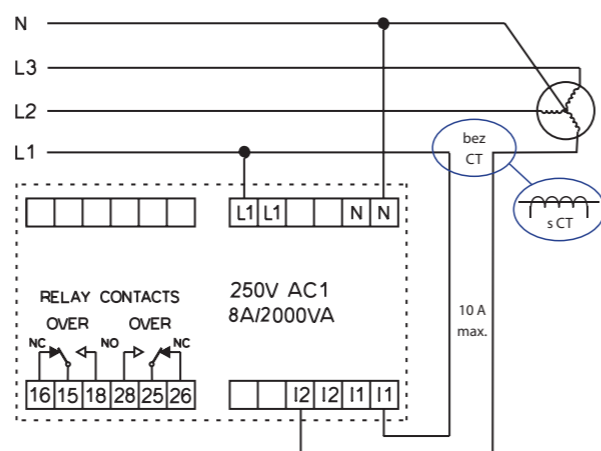 N
L3
L2
L1
bez
CT
s CT
L1 L1 N N
RELAY CONTACTS
OVER OVER
NC NO NC
16 15 18 28 25 26
250V AC1
8A/2000VA
10 A
max.
I2 I2 I1 I1